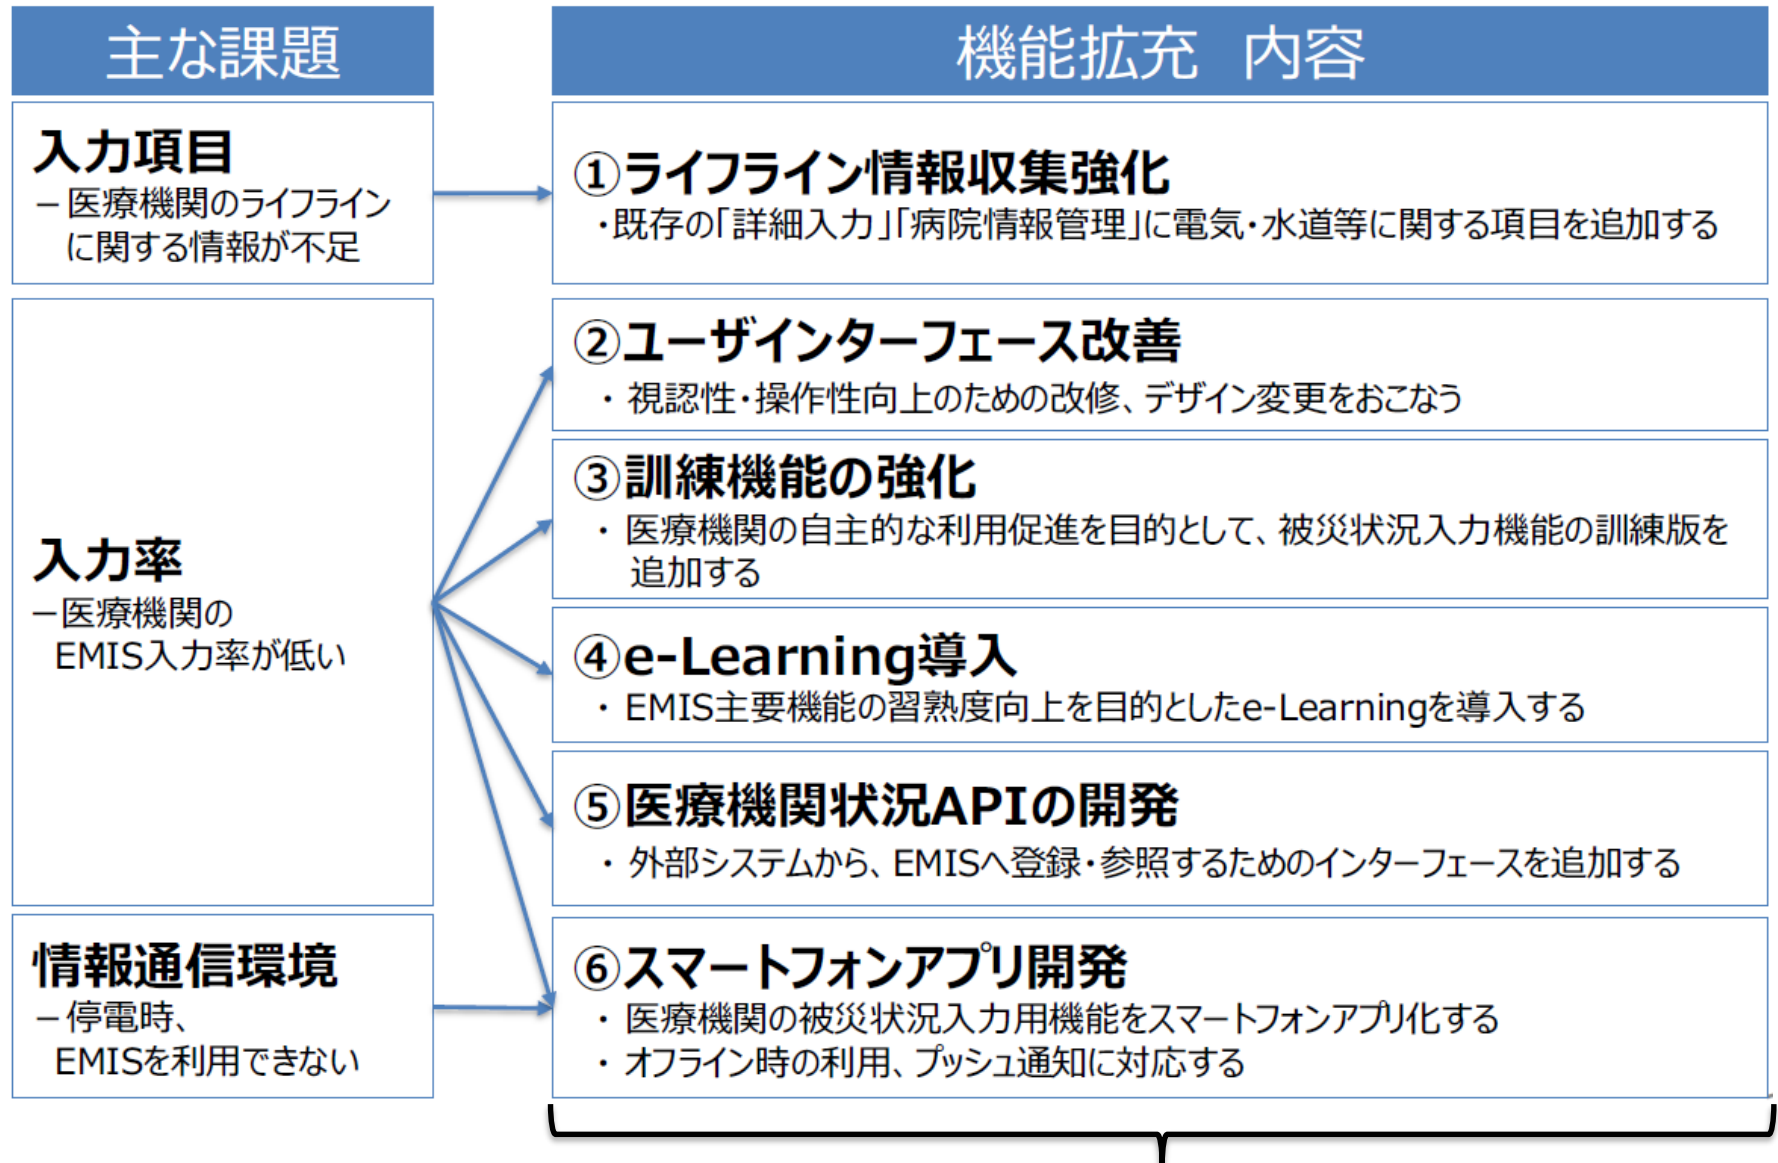 主な課題
機能拡充　内容
入力項目
－医療機関のライフライン
に関する情報が不足
①ライフライン情報収集強化
・既存の「詳細入力」「病院情報管理」に電気・水道等に関する項目を追加する
入力率
－医療機関の
EMIS入力率が低い
②ユーザインターフェース改善
・ 視認性・操作性向上のための改修、デザイン変更をおこなう
③訓練機能の強化
・ 医療機関の自主的な利用促進を目的として、被災状況入力機能の訓練版を
追加する
④e-Learning導入
・ EMIS主要機能の習熟度向上を目的としたe-Learningを導入する
⑤医療機関状況APIの開発
・ 外部システムから、EMISへ登録・参照するためのインターフェースを追加する
情報通信環境
－停電時、
EMISを利用できない
⑥スマートフォンアプリ開発
・ 医療機関の被災状況入力用機能をスマートフォンアプリ化する
・ オフライン時の利用、プッシュ通知に対応する